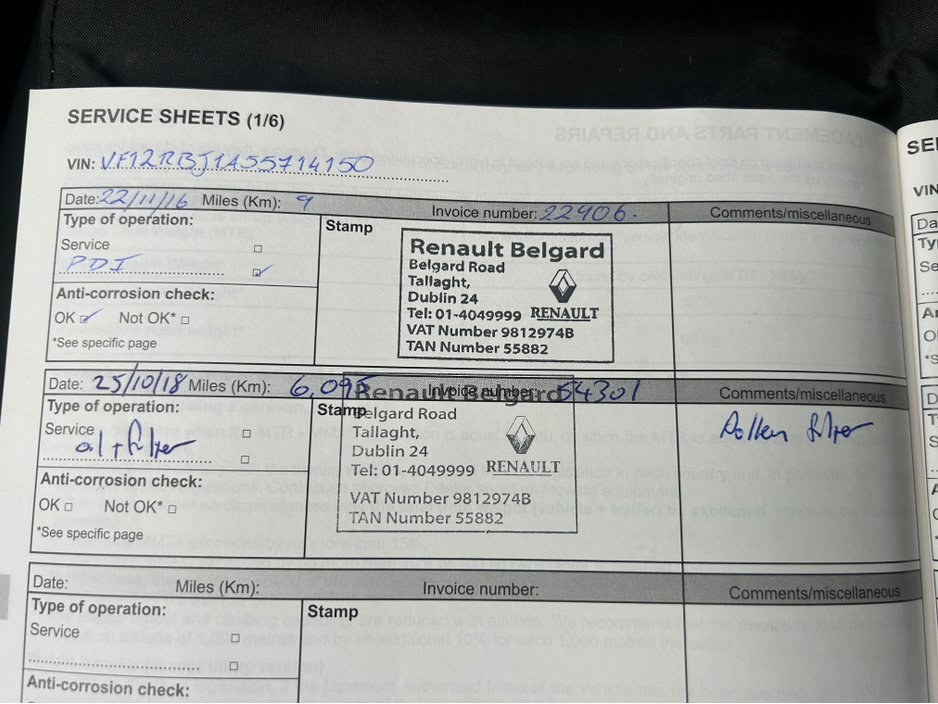 SERVICE SHEETS (1/6)
VIN: VF12RBJ1A55714150
Date: 22/11/16 Miles (Km): 9 Invoice number: 22906. Comments/miscellaneous
Type of operation: Stamp
Service
PDI
Anti-corrosion check:
OK Not OK*
*See specific page
Renault Belgard
Belgard Road
Tallaght,
Dublin 24
Tel: 01-4049999 RENAULT
VAT Number 9812974B
TAN Number 55882
Date: 25/10/18 Miles (Km): 6,095 Invoice number: 54301 Comments/miscellaneous
Type of operation: Stamp
Service
oil + filter
Anti-corrosion check:
OK Not OK*
*See specific page
Renault Belgard
Belgard Road
Tallaght,
Dublin 24
Tel: 01-4049999 RENAULT
VAT Number 9812974B
TAN Number 55882
Pollen filter
Date: Miles (Km): Invoice number: Comments/miscellaneous
Type of operation: Stamp
Service
Anti-corrosion check: